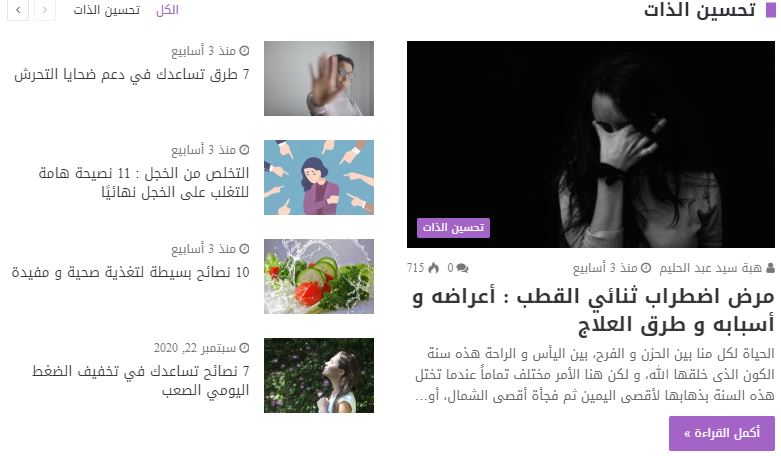 تحسين الذات
الكل
تحسين الذات
تحسين الذات
هبة سيد عبد الحليم
منذ 3 أسابيع
0
715
مرض اضطراب ثنائي القطب : أعراضه و
أسبابه و طرق العلاج
الحياة لكل منا بين الحزن و الفرح، بين اليأس و الراحة هذه سنة
الكون الذى خلقها الله، و لكن هنا الأمر مختلف تماماً عندما تختل
هذه السنة بذهابها لأقصى اليمين ثم فجأة أقصى الشمال، أو...
أكمل القراءة »
منذ 3 أسابيع
7 طرق تساعدك في دعم ضحايا التحرش
منذ 3 أسابيع
التخلص من الخجل : 11 نصيحة هامة
للتغلب على الخجل نهائيًا
منذ 3 أسابيع
10 نصائح بسيطة لتغذية صحية و مفيدة
سبتمبر 22, 2020
7 نصائح تساعدك في تخفيف الضغط
اليومي الصعب